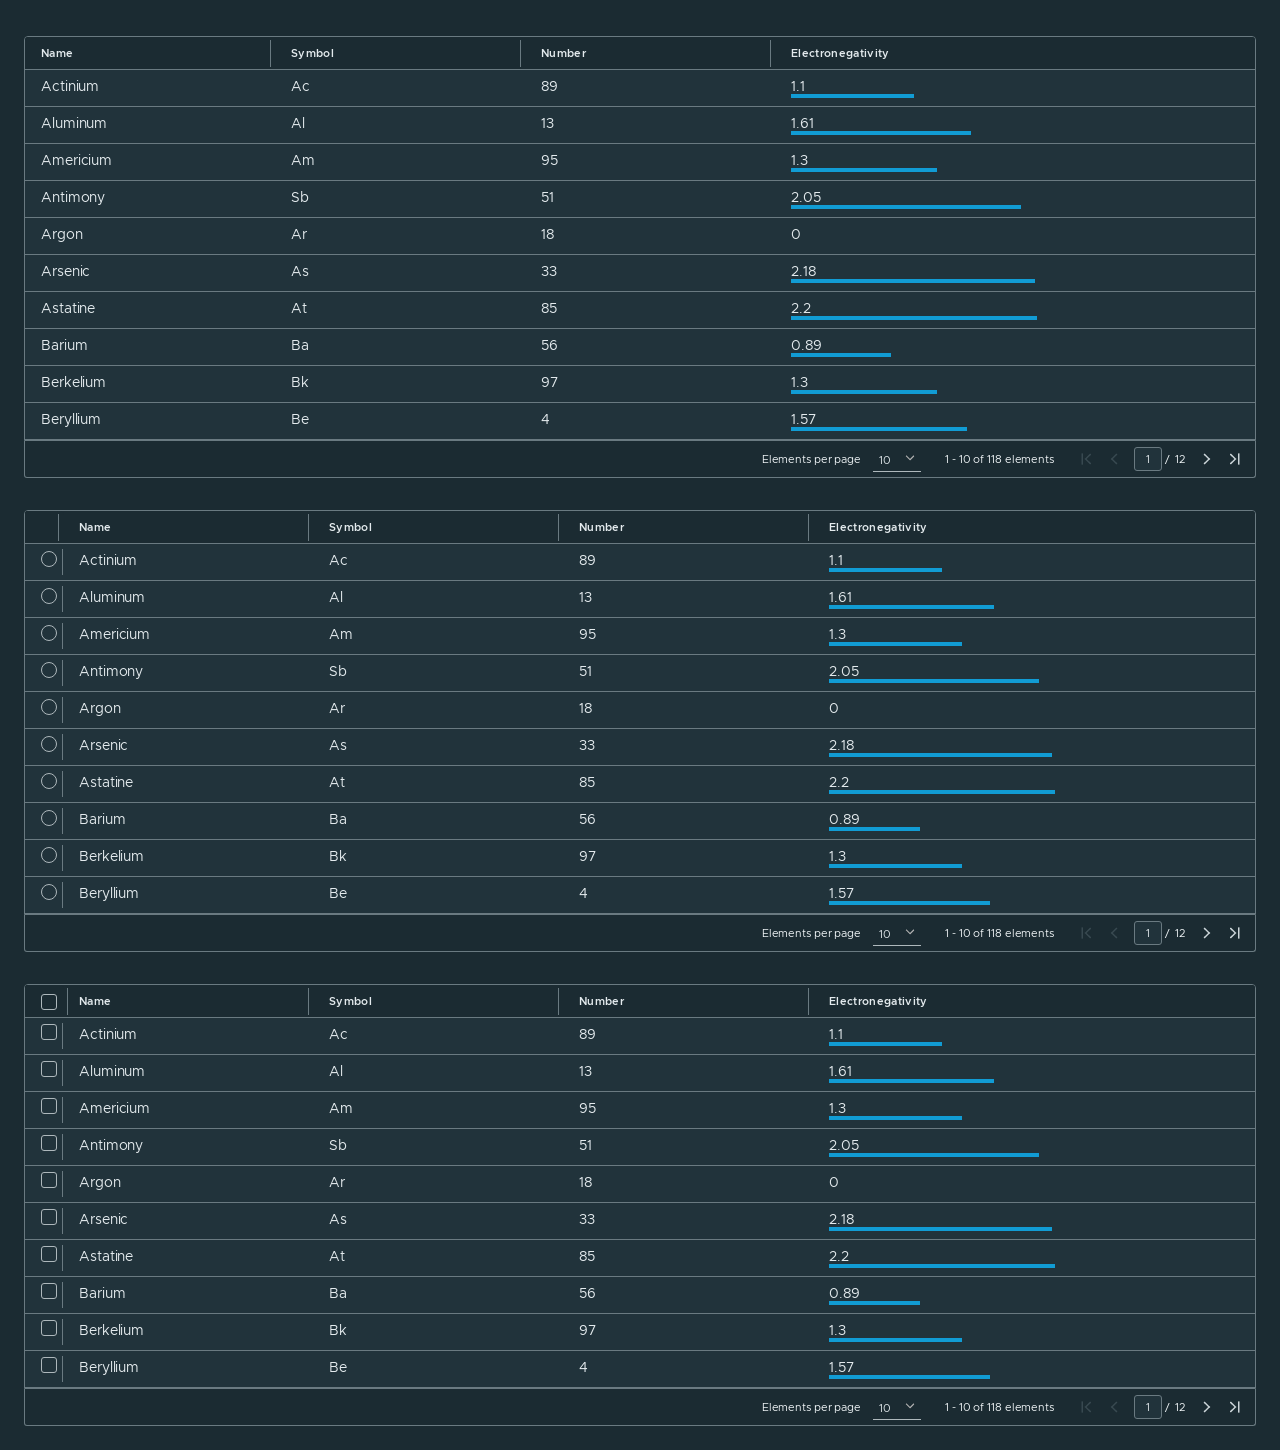 Name Symbol Number Electronegativity
Actinium Ac 89 1.1
Aluminum Al 13 1.61
Americium Am 95 1.3
Antimony Sb 51 2.05
Argon Ar 18 0
Arsenic As 33 2.18
Astatine At 85 2.2
Barium Ba 56 0.89
Berkelium Bk 97 1.3
Beryllium Be 4 1.57
Elements per page 10 1 - 10 of 118 elements 1 / 12
Name Symbol Number Electronegativity
Actinium Ac 89 1.1
Aluminum Al 13 1.61
Americium Am 95 1.3
Antimony Sb 51 2.05
Argon Ar 18 0
Arsenic As 33 2.18
Astatine At 85 2.2
Barium Ba 56 0.89
Berkelium Bk 97 1.3
Beryllium Be 4 1.57
Elements per page 10 1 - 10 of 118 elements 1 / 12
Name Symbol Number Electronegativity
Actinium Ac 89 1.1
Aluminum Al 13 1.61
Americium Am 95 1.3
Antimony Sb 51 2.05
Argon Ar 18 0
Arsenic As 33 2.18
Astatine At 85 2.2
Barium Ba 56 0.89
Berkelium Bk 97 1.3
Beryllium Be 4 1.57
Elements per page 10 1 - 10 of 118 elements 1 / 12